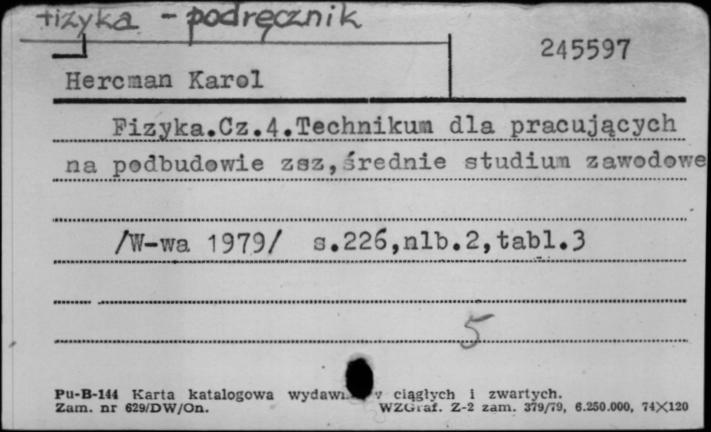 fizyka - podręcznik
245597
Hercman Karol
Fizyka.Cz.4.Technikum dla pracujących
na podbudowie zsz,średnie studium zawodowe
/W-wa 1979/ s.226,nlb.2,tabl.3
5
Pu-B-144 Karta katalogowa ciągłych i zwartych.
Zam. nr 629/DW/On. WZGraf. Z-2 zam. 379/79, 6.250.000, 74×120